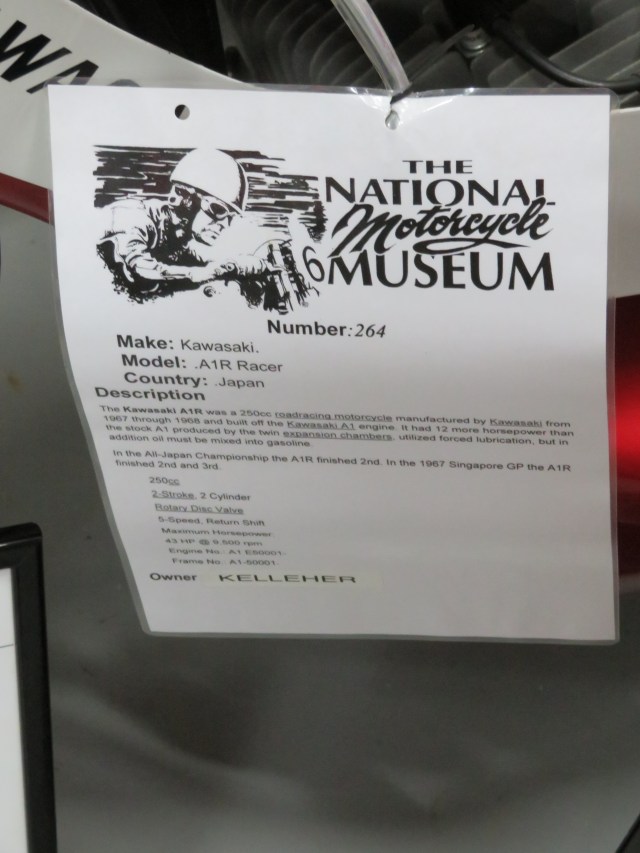 WA
THE
NATIONAL
Motorcycle
6 MUSEUM
Number:264
Make: Kawasaki.
Model: .A1R Racer
Country: .Japan
Description
The Kawasaki A1R was a 250cc roadracing motorcycle manufactured by Kawasaki from
1967 through 1968 and built off the Kawasaki A1 engine. It had 12 more horsepower than
the stock A1 produced by the twin expansion chambers, utilized forced lubrication, but in
addition oil must be mixed into gasoline.
In the All-Japan Championship the A1R finished 2nd. In the 1967 Singapore GP the A1R
finished 2nd and 3rd.
250cc
2-Stroke, 2 Cylinder
Rotary Disc Valve
5-Speed, Return Shift
Maximum Horsepower:
43 HP @ 9,500 rpm
Engine No.: A1 E50001-
Frame No.: A1-50001.
Owner KELLEHER